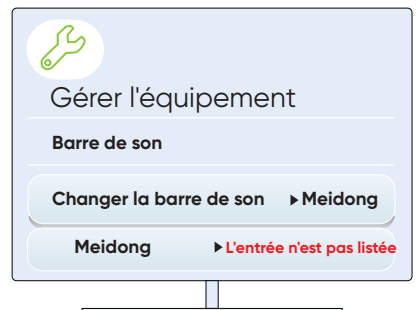 Gérer l'équipement
Barre de son
Changer la barre de son ▶ Meidong
Meidong ▶ L'entrée n'est pas listée